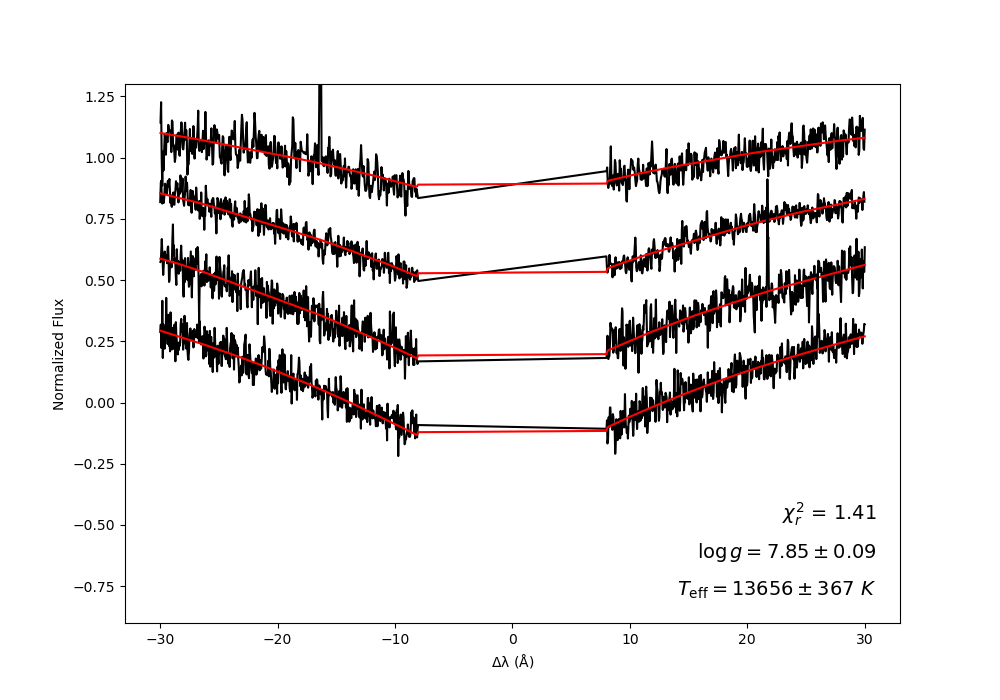 1.25
1.00
0.75
0.50
0.25
0.00
−0.25
−0.50
−0.75
Normalized Flux
χ²ᵣ = 1.41
log g = 7.85 ± 0.09
T_eff = 13656 ± 367 K
−30 −20 −10 0 10 20 30
Δλ (Å)